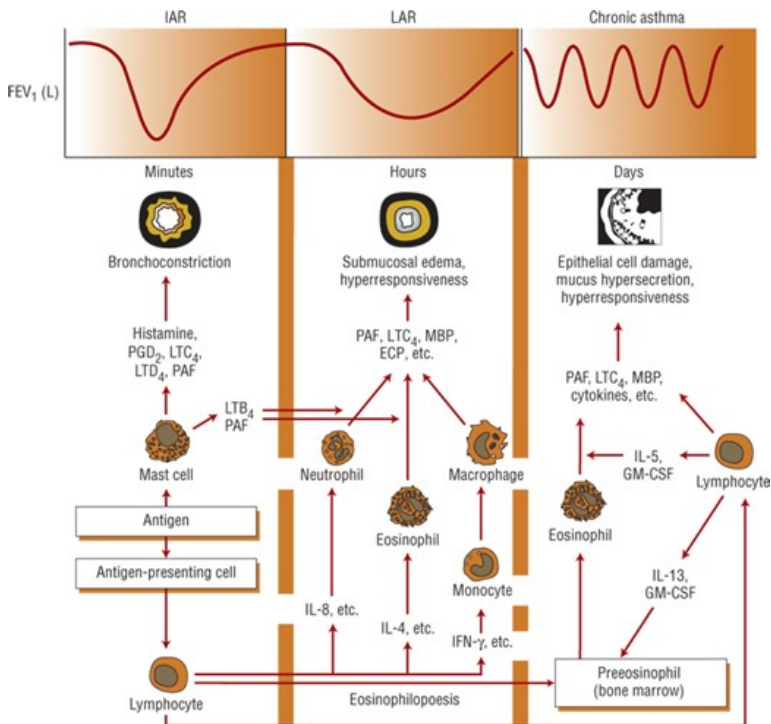 IAR
LAR
Chronic asthma
FEV₁ (L)
Minutes
Hours
Days
Bronchoconstriction
Submucosal edema,
hyperresponsiveness
Epithelial cell damage,
mucus hypersecretion,
hyperresponsiveness
Histamine,
PGD₂, LTC₄,
LTD₄, PAF
PAF, LTC₄, MBP,
ECP, etc.
PAF, LTC₄, MBP,
cytokines, etc.
LTB₄
PAF
Mast cell
Neutrophil
Macrophage
IL-5,
GM-CSF
Lymphocyte
Antigen
Eosinophil
Eosinophil
Antigen-presenting cell
Monocyte
IL-13,
GM-CSF
IL-8, etc.
IL-4, etc.
IFN-γ, etc.
Lymphocyte
Eosinophilopoesis
Preeosinophil
(bone marrow)